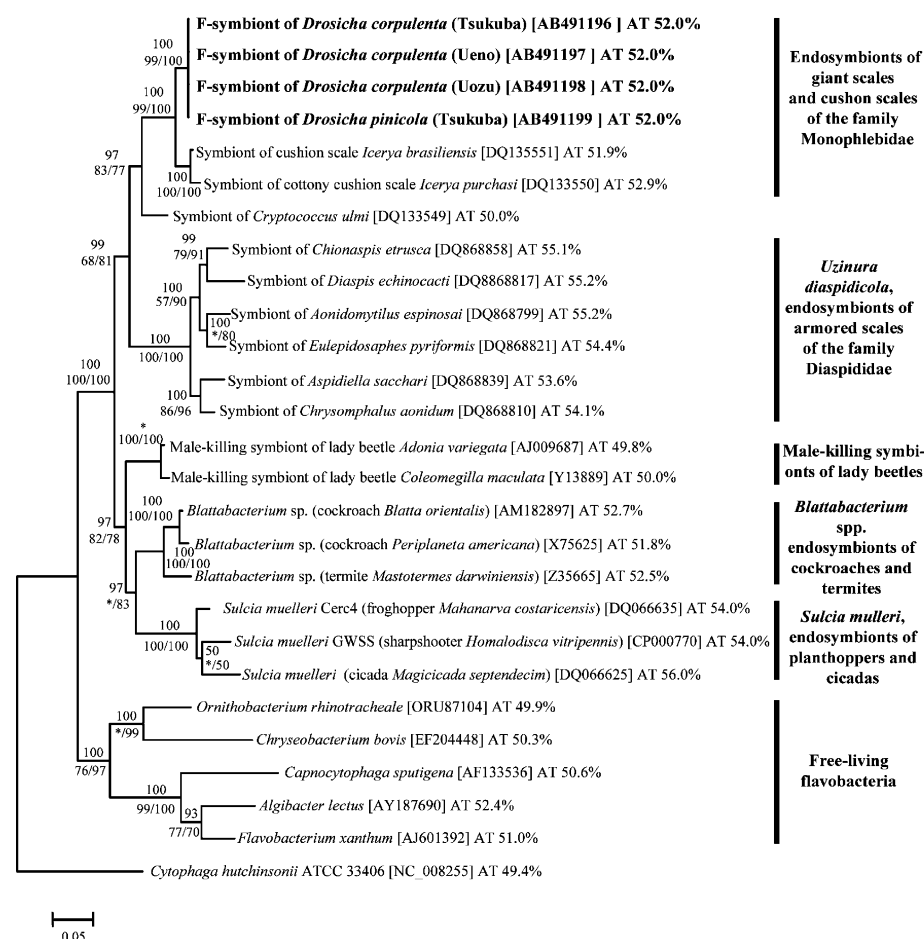 F-symbiont of Drosicha corpulenta (Tsukuba) [AB491196 ] AT 52.0%
100
99/100
F-symbiont of Drosicha corpulenta (Ueno) [AB491197 ] AT 52.0%
F-symbiont of Drosicha corpulenta (Uozu) [AB491198 ] AT 52.0%
100
99/100
F-symbiont of Drosicha pinicola (Tsukuba) [AB491199 ] AT 52.0%
Endosymbionts of
giant scales
and cushon scales
of the family
Monophlebidae
97
83/77
Symbiont of cushion scale Icerya brasiliensis [DQ135551] AT 51.9%
100
100/100
Symbiont of cottony cushion scale Icerya purchasi [DQ133550] AT 52.9%
Symbiont of Cryptococcus ulmi [DQ133549] AT 50.0%
99
68/81
99
79/91
Symbiont of Chionaspis etrusca [DQ868858] AT 55.1%
Symbiont of Diaspis echinocacti [DQ8868817] AT 55.2%
100
57/90
Symbiont of Aonidomytilus espinosai [DQ868799] AT 55.2%
100
*/80
Symbiont of Eulepidosaphes pyriformis [DQ868821] AT 54.4%
100
100/100
Symbiont of Aspidiella sacchari [DQ868839] AT 53.6%
100
86/96
Symbiont of Chrysomphalus aonidum [DQ868810] AT 54.1%
Uzinura
diaspidicola,
endosymbionts of
armored scales
of the family
Diaspididae
100
100/100
*
100/100
Male-killing symbiont of lady beetle Adonia variegata [AJ009687] AT 49.8%
Male-killing symbiont of lady beetle Coleomegilla maculata [Y13889] AT 50.0%
Male-killing symbi-
onts of lady beetles
97
82/78
100
100/100
Blattabacterium sp. (cockroach Blatta orientalis) [AM182897] AT 52.7%
Blattabacterium sp. (cockroach Periplaneta americana) [X75625] AT 51.8%
100
100/100
Blattabacterium sp. (termite Mastotermes darwiniensis) [Z35665] AT 52.5%
Blattabacterium
spp.
endosymbionts of
cockroaches and
termites
97
*/83
Sulcia muelleri Cerc4 (froghopper Mahanarva costaricensis) [DQ066635] AT 54.0%
100
100/100
Sulcia muelleri GWSS (sharpshooter Homalodisca vitripennis) [CP000770] AT 54.0%
50
*/50
Sulcia muelleri (cicada Magicicada septendecim) [DQ066625] AT 56.0%
Sulcia mulleri,
endosymbionts of
planthoppers and
cicadas
Ornithobacterium rhinotracheale [ORU87104] AT 49.9%
100
*/99
Chryseobacterium bovis [EF204448] AT 50.3%
100
76/97
Capnocytophaga sputigena [AF133536] AT 50.6%
100
99/100
Algibacter lectus [AY187690] AT 52.4%
93
77/70
Flavobacterium xanthum [AJ601392] AT 51.0%
Free-living
flavobacteria
Cytophaga hutchinsonii ATCC 33406 [NC_008255] AT 49.4%
0.05